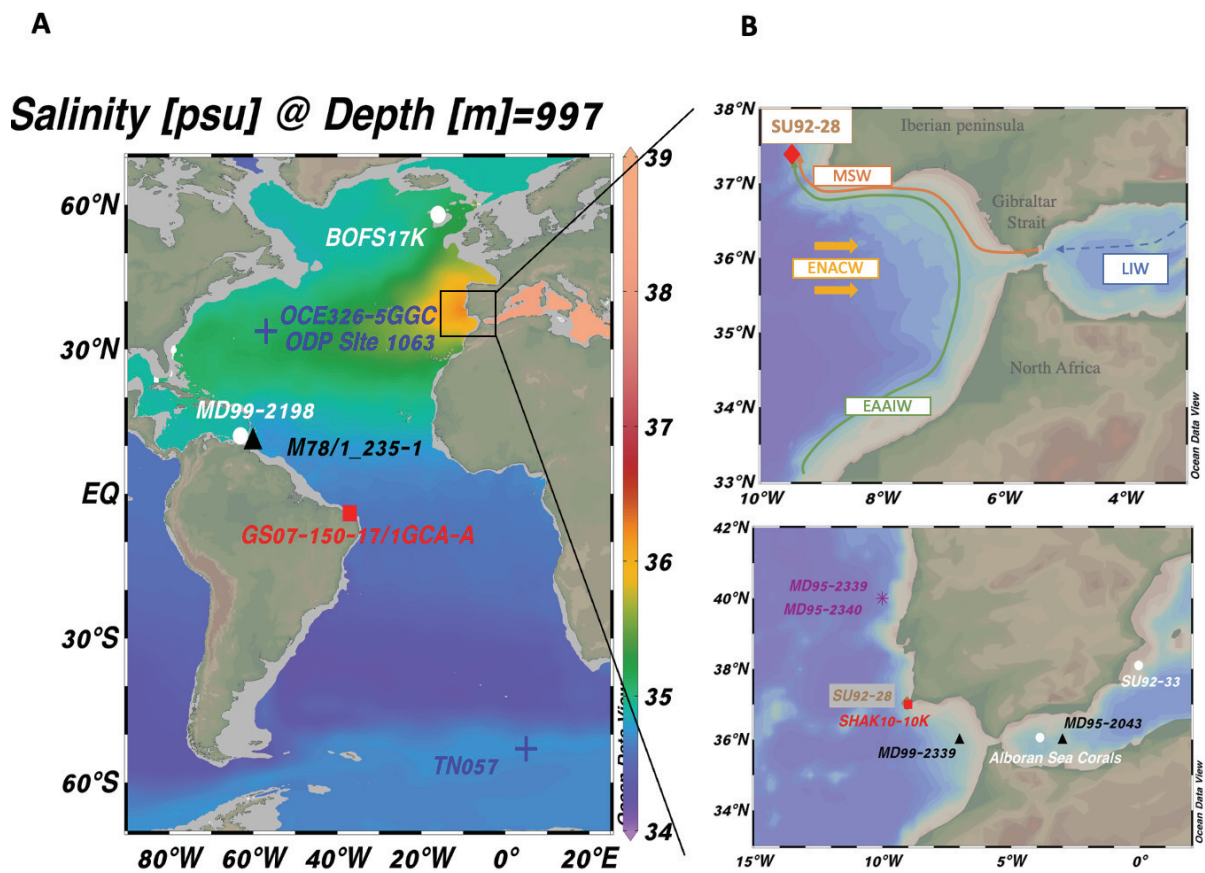 A
B
Salinity [psu] @ Depth [m]=997
60°N
30°N
EQ
30°S
60°S
80°W
60°W
40°W
20°W
0°
20°E
BOFS17K
OCE326-5GGC
ODP SIte 1063
MD99-2198
M78/1_235-1
GS07-150-17/1GCA-A
TN057
39
38
37
36
35
34
Ocean Data View
38°N
37°N
36°N
35°N
34°N
33°N
10°W
8°W
6°W
4°W
SU92-28
Iberian peninsula
MSW
Gibraltar
Strait
ENACW
LIW
North Africa
EAAIW
Ocean Data View
42°N
40°N
38°N
36°N
34°N
15°W
10°W
5°W
0°
MD95-2339
MD95-2340
SU92-33
SU92-28
SHAK10-10K
MD95-2043
MD99-2339
Alboran Sea Corals
Ocean Data View